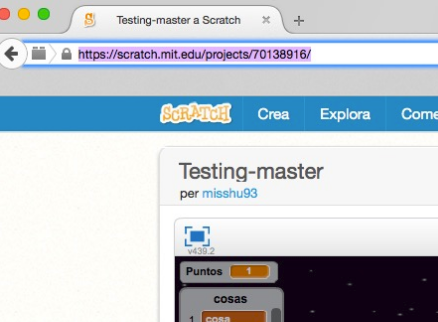 Testing-master a Scratch
https://scratch.mit.edu/projects/70138916/
SCRATCH Crea Explora Come
Testing-master
per misshu93
v439.2
Puntos 1
cosas
1 cosa